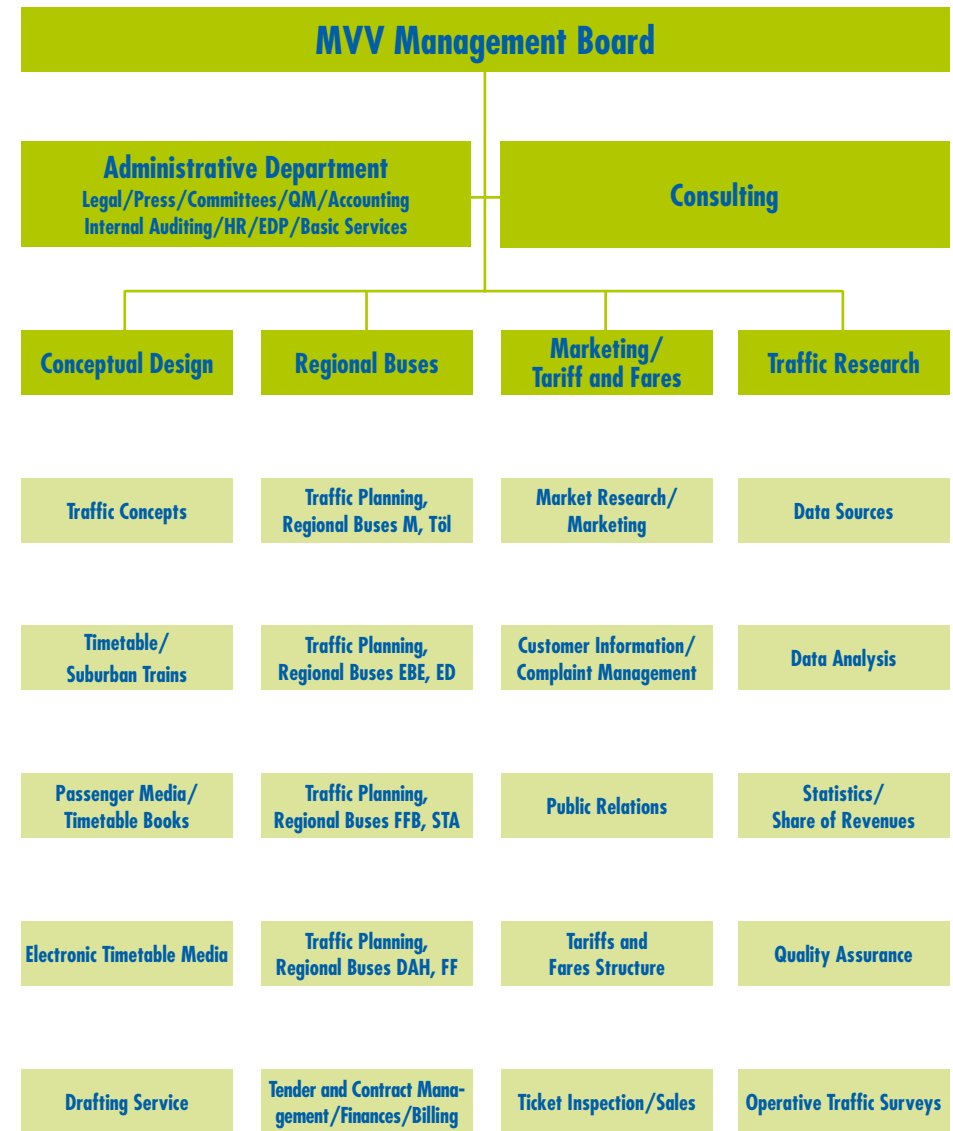 MVV Management Board
Administrative Department
Legal/Press/Committees/QM/Accounting
Internal Auditing/HR/EDP/Basic Services
Consulting
Conceptual Design
Regional Buses
Marketing/
Tariff and Fares
Traffic Research
Traffic Concepts
Traffic Planning,
Regional Buses M, Töl
Market Research/
Marketing
Data Sources
Timetable/
Suburban Trains
Traffic Planning,
Regional Buses EBE, ED
Customer Information/
Complaint Management
Data Analysis
Passenger Media/
Timetable Books
Traffic Planning,
Regional Buses FFB, STA
Public Relations
Statistics/
Share of Revenues
Electronic Timetable Media
Traffic Planning,
Regional Buses DAH, FF
Tariffs and
Fares Structure
Quality Assurance
Drafting Service
Tender and Contract Mana-
gement/Finances/Billing
Ticket Inspection/Sales
Operative Traffic Surveys